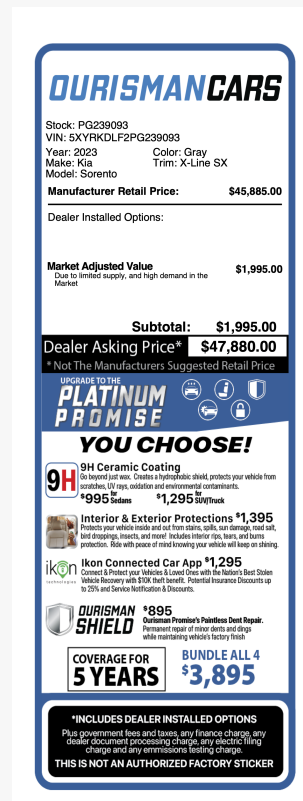 OURISMANCARS
Stock: PG239093
VIN: 5XYRKDLF2PG239093
Year: 2023 Color: Gray
Make: Kia Trim: X-Line SX
Model: Sorento
Manufacturer Retail Price: $45,885.00
Dealer Installed Options:
Market Adjusted Value $1,995.00
Due to limited supply, and high demand in the
Market
Subtotal: $1,995.00
Dealer Asking Price* $47,880.00
* Not The Manufacturers Suggested Retail Price
UPGRADE TO THE
PLATINUM
PROMISE
YOU CHOOSE!
9H
9H Ceramic Coating
Go beyond just wax. Creates a hydrophobic shield, protects your vehicle from
scratches, UV rays, oxidation and environmental contaminants.
$995 for Sedans $1,295 for SUV/Truck
Interior & Exterior Protections $1,395
Protects your vehicle inside and out from stains, spills, sun damage, road salt,
bird droppings, insects, and more! Includes interior rips, tears, and burns
protection. Ride with peace of mind knowing your vehicle will keep on shining.
ikon
technologies
Ikon Connected Car App $1,295
Connect & Protect your Vehicles & Loved Ones with the Nation's Best Stolen
Vehicle Recovery with $10K theft benefit. Potential Insurance Discounts up
to 25% and Service Notification & Discounts.
OURISMAN
SHIELD
$895
Ourisman Promise's Paintless Dent Repair.
Permanent repair of minor dents and dings
while maintaining vehicle's factory finish
COVERAGE FOR
5 YEARS
BUNDLE ALL 4
$3,895
*INCLUDES DEALER INSTALLED OPTIONS
Plus government fees and taxes, any finance charge, any
dealer document processing charge, any electric filing
charge and any emmissions testing charge.
THIS IS NOT AN AUTHORIZED FACTORY STICKER